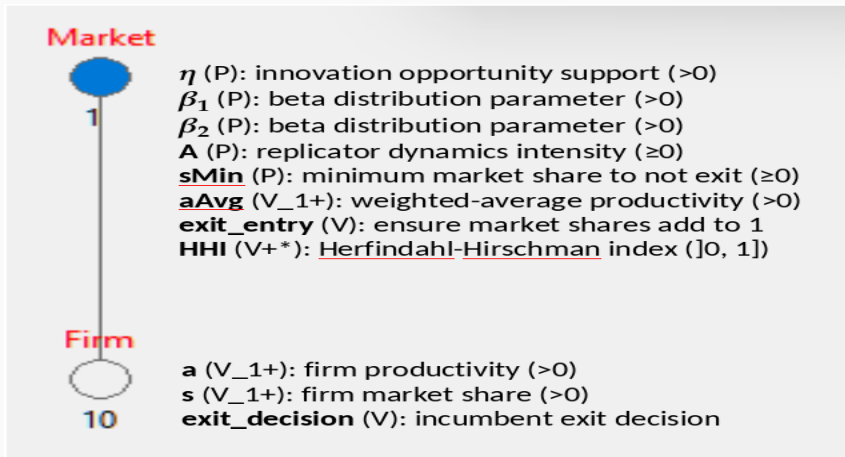 Market
1
η (P): innovation opportunity support (>0)
β₁ (P): beta distribution parameter (>0)
β₂ (P): beta distribution parameter (>0)
A (P): replicator dynamics intensity (≥0)
sMin (P): minimum market share to not exit (≥0)
aAvg (V_1+): weighted-average productivity (>0)
exit_entry (V): ensure market shares add to 1
HHI (V+*): Herfindahl-Hirschman index (]0, 1])
Firm
10
a (V_1+): firm productivity (>0)
s (V_1+): firm market share (>0)
exit_decision (V): incumbent exit decision